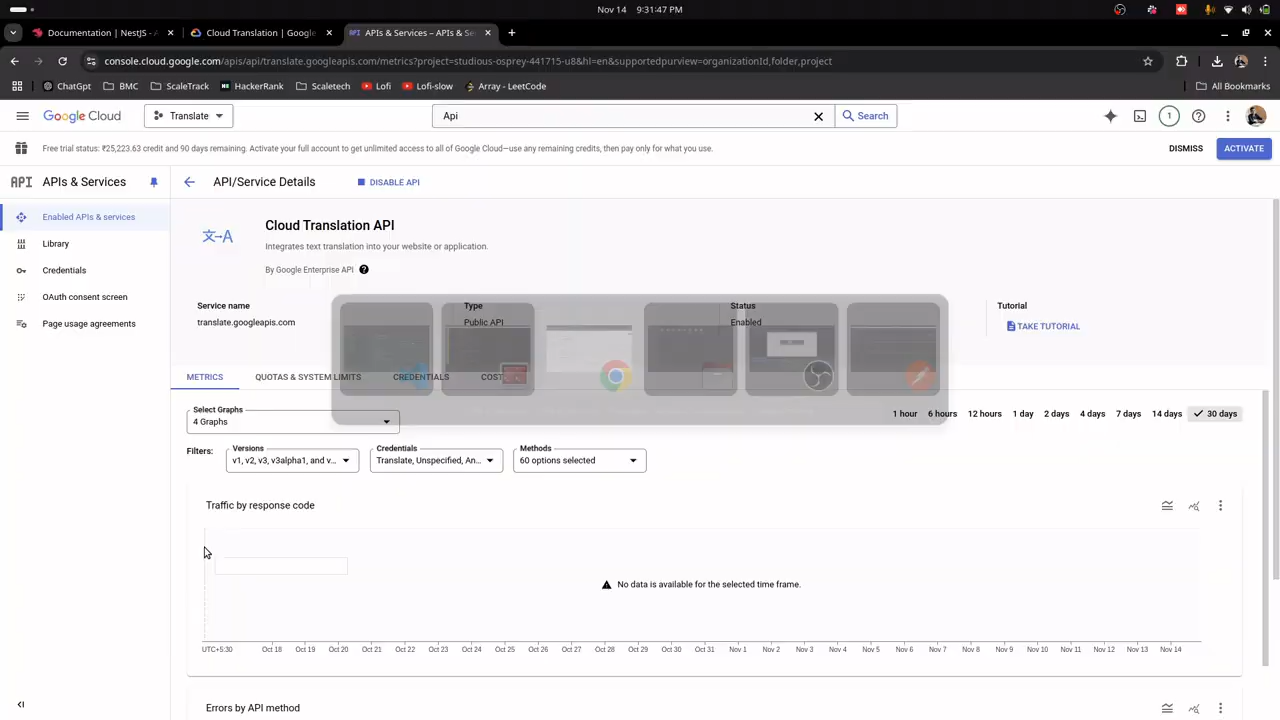 Nov 14 9:31:47 PM
Documentation | NestJS - A
Cloud Translation | Google
APIs & Services – APIs & Se
console.cloud.google.com/apis/api/translate.googleapis.com/metrics?project=studious-osprey-441715-u8&hl=en&supportedpurview=organizationId,folder,project
ChatGpt
BMC
ScaleTrack
HackerRank
Scaletech
Lofi
Lofi-slow
Array - LeetCode
All Bookmarks
Google Cloud
Translate
Api
Search
1
Free trial status: ₹25,223.63 credit and 90 days remaining. Activate your full account to get unlimited access to all of Google Cloud—use any remaining credits, then pay only for what you use.
DISMISS
ACTIVATE
API APIs & Services
API/Service Details
DISABLE API
Enabled APIs & services
Library
Credentials
OAuth consent screen
Page usage agreements
Cloud Translation API
Integrates text translation into your website or application.
By Google Enterprise API
Service name
translate.googleapis.com
Type
Public API
Status
Enabled
Tutorial
TAKE TUTORIAL
METRICS
QUOTAS & SYSTEM LIMITS
CREDENTIALS
COST
Select Graphs
4 Graphs
1 hour 6 hours 12 hours 1 day 2 days 4 days 7 days 14 days 30 days
Filters:
Versions
v1, v2, v3, v3alpha1, and v...
Credentials
Translate, Unspecified, An...
Methods
60 options selected
Traffic by response code
No data is available for the selected time frame.
UTC+5:30 Oct 18 Oct 19 Oct 20 Oct 21 Oct 22 Oct 23 Oct 24 Oct 25 Oct 26 Oct 27 Oct 28 Oct 29 Oct 30 Oct 31 Nov 1 Nov 2 Nov 3 Nov 4 Nov 5 Nov 6 Nov 7 Nov 8 Nov 9 Nov 10 Nov 11 Nov 12 Nov 13 Nov 14
Errors by API method